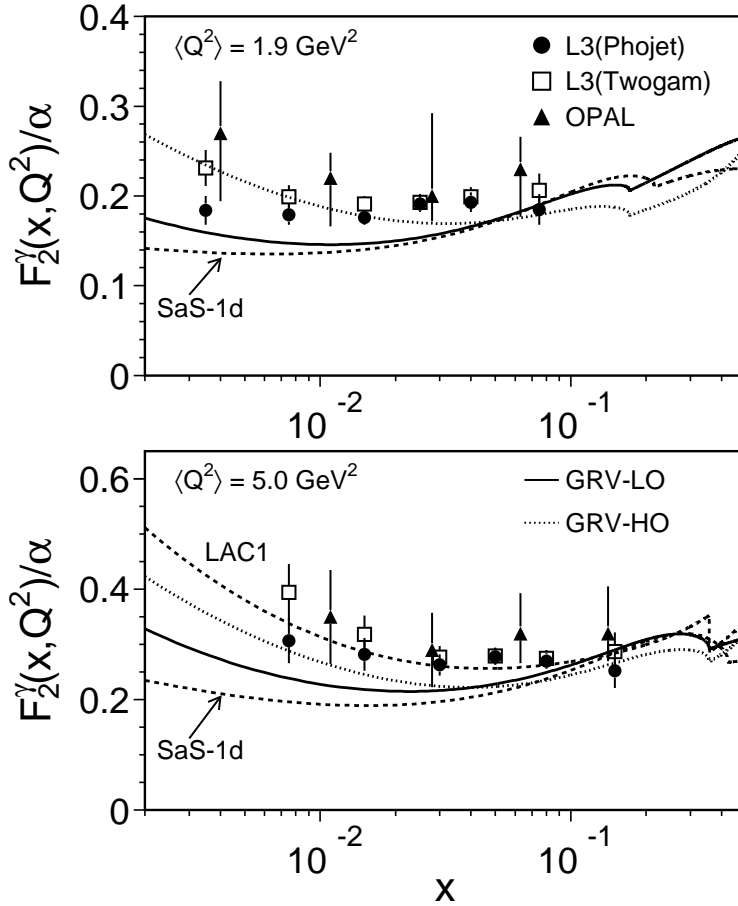 0.4
⟨Q²⟩ = 1.9 GeV²
L3(Phojet)
L3(Twogam)
OPAL
0.3
0.2
0.1
0
F₂^γ(x,Q²)/α
SaS-1d
10⁻²
10⁻¹
0.6
⟨Q²⟩ = 5.0 GeV²
GRV-LO
GRV-HO
LAC1
0.4
0.2
0
F₂^γ(x,Q²)/α
SaS-1d
10⁻²
10⁻¹
x